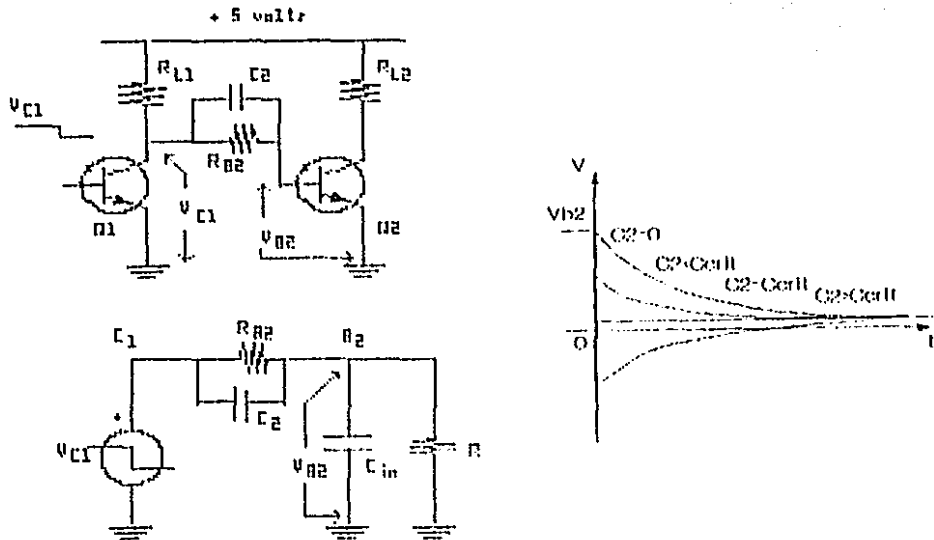 + 5 volts
RL1
C2
RL2
VC1
RB2
VC1
VB2
Q1
Q2
C1
RB2
B2
C2
VC1
+
VB2
Cin
R
V
Vb2
C2=0
C2<Ccrit
C2=Ccrit
C2>Ccrit
0
t